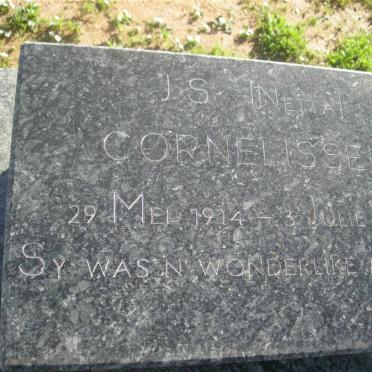 J S (NETTA)
CORNELISSE
29 MEI 1914 - 3 JULIE
SY WAS 'N WONDERLIKE